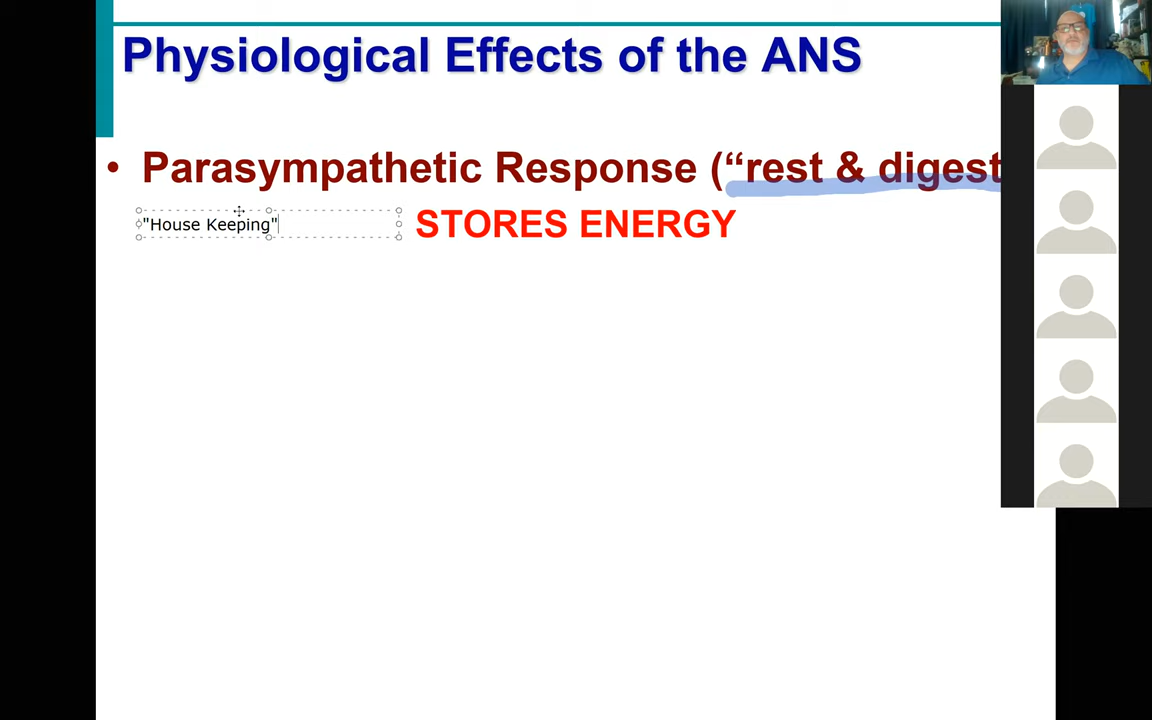 Physiological Effects of the ANS
• Parasympathetic Response (“rest & digest
"House Keeping" STORES ENERGY